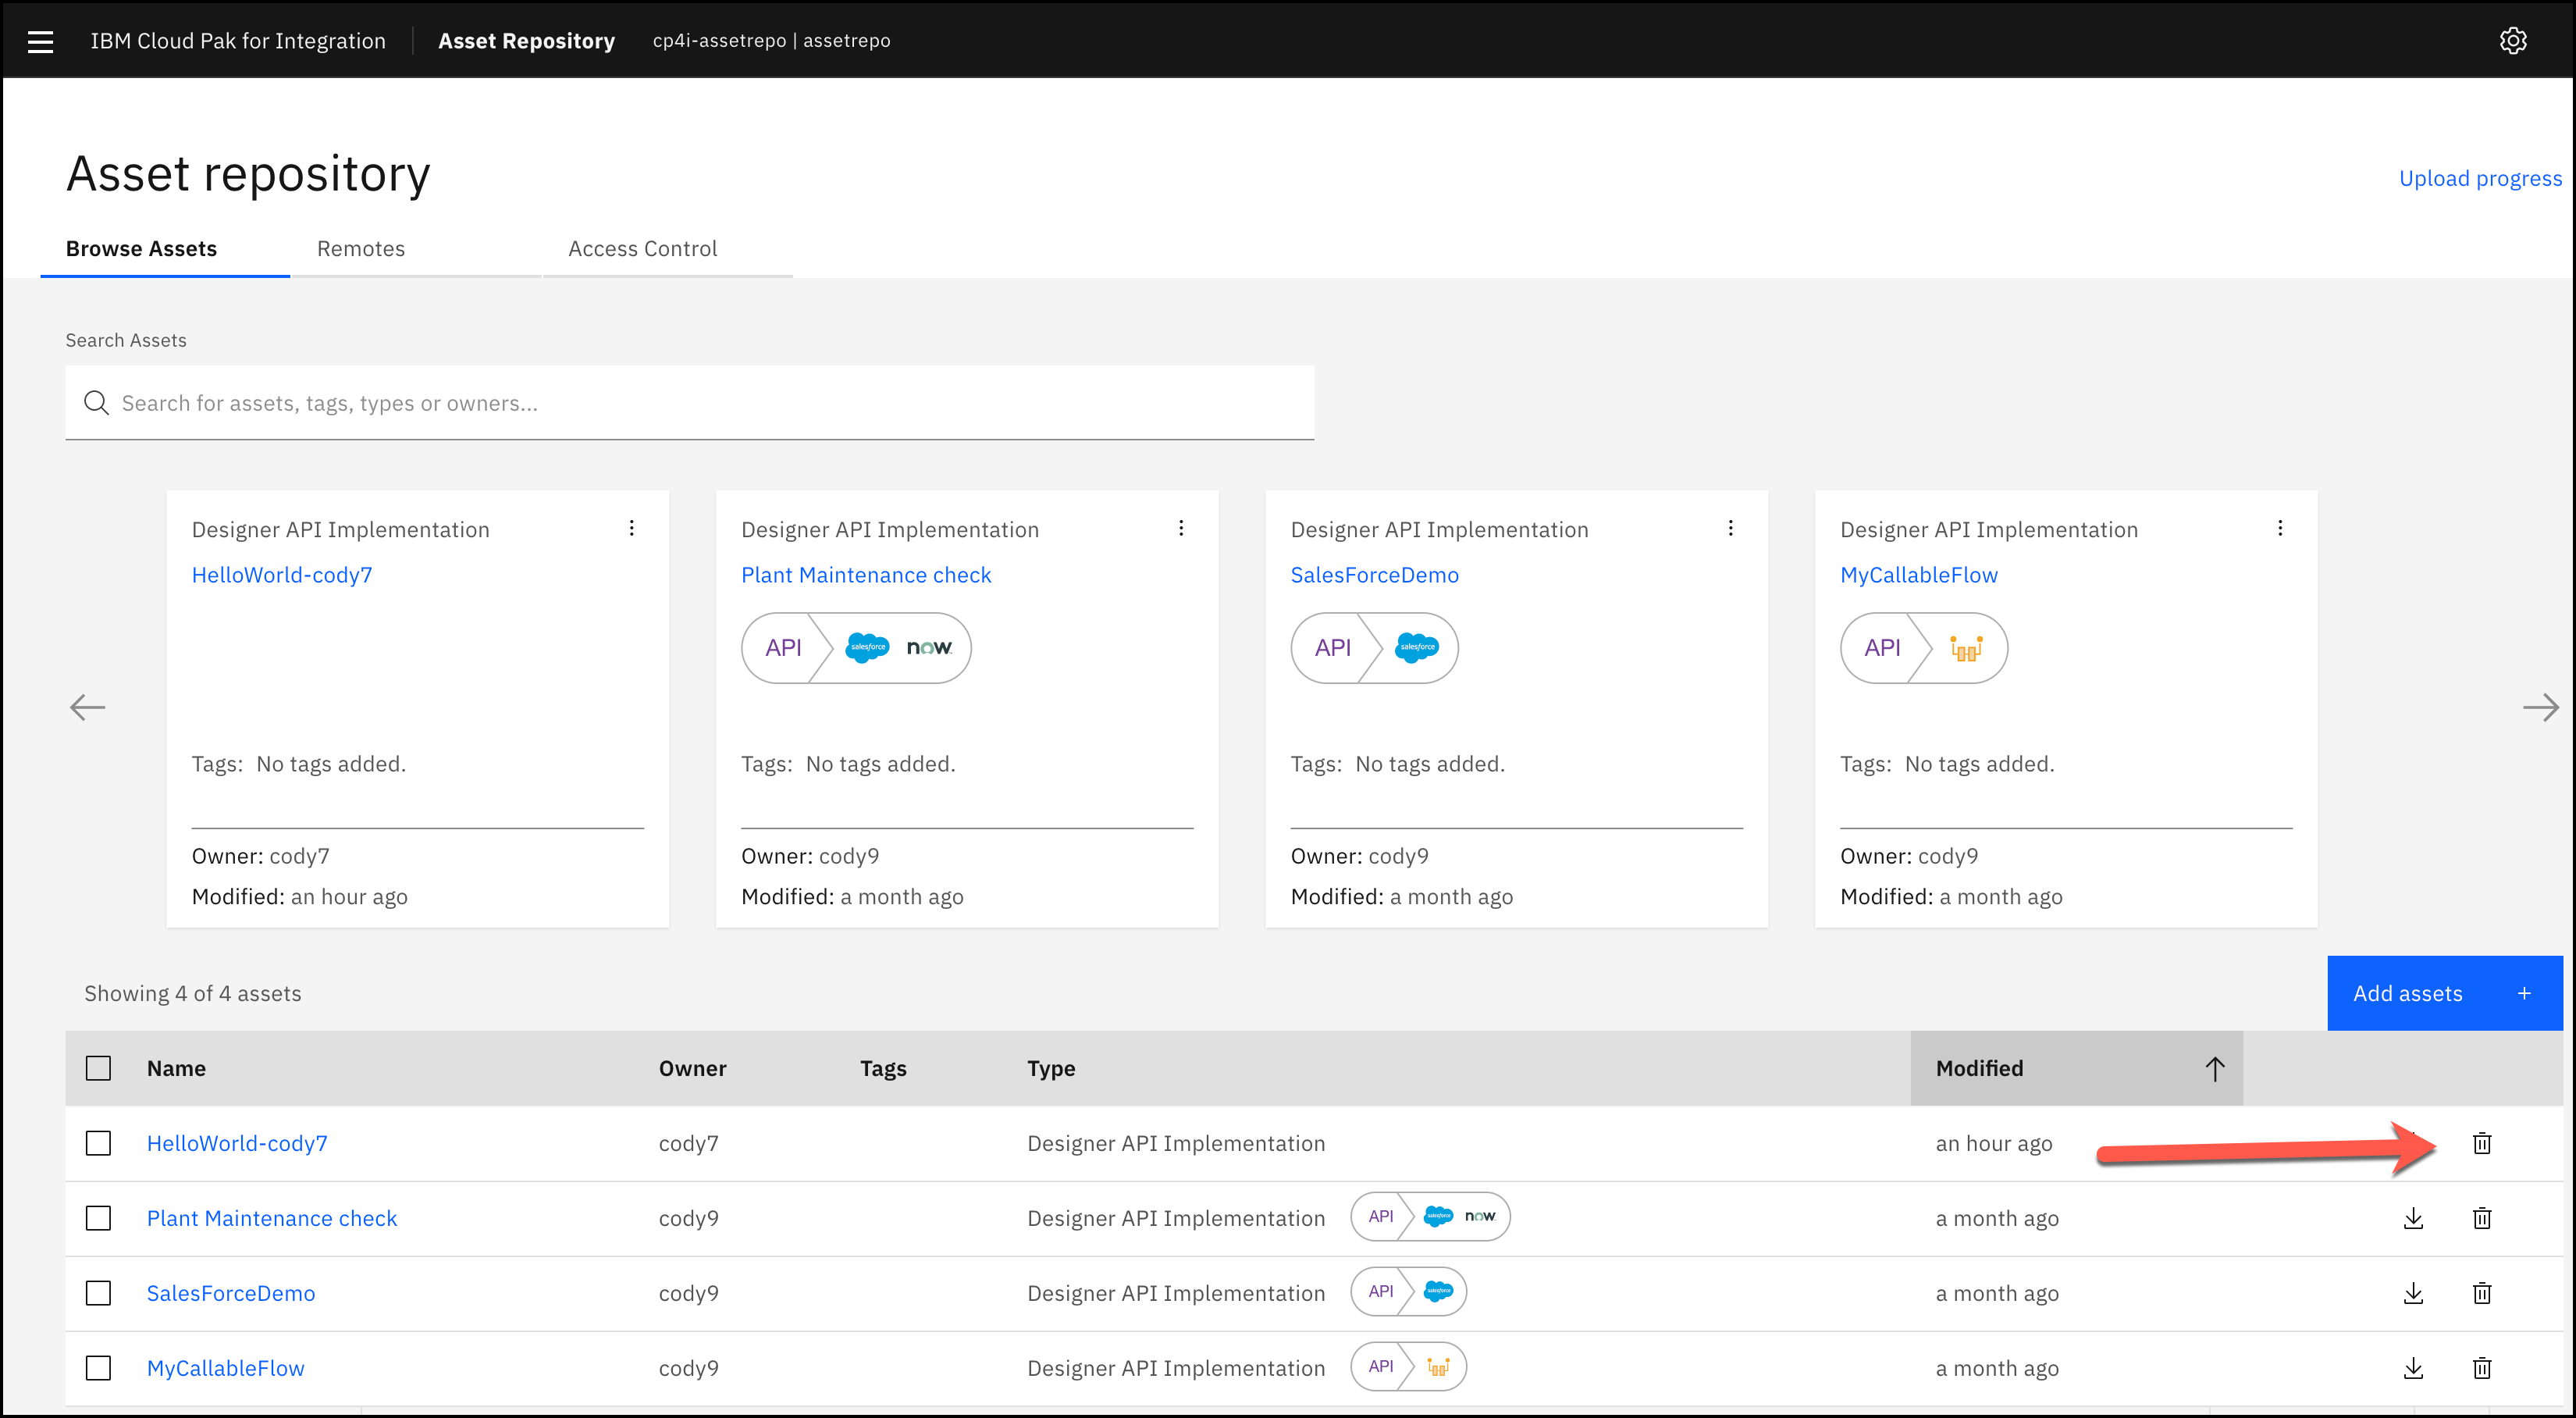 IBM Cloud Pak for Integration Asset Repository cp4i-assetrepo | assetrepo
Asset repository
Upload progress
Browse Assets Remotes Access Control
Search Assets
Search for assets, tags, types or owners...
Designer API Implementation
HelloWorld-cody7
Tags: No tags added.
Owner: cody7
Modified: an hour ago
Designer API Implementation
Plant Maintenance check
API salesforce now
Tags: No tags added.
Owner: cody9
Modified: a month ago
Designer API Implementation
SalesForceDemo
API salesforce
Tags: No tags added.
Owner: cody9
Modified: a month ago
Designer API Implementation
MyCallableFlow
API
Tags: No tags added.
Owner: cody9
Modified: a month ago
Showing 4 of 4 assets
Add assets +
Name Owner Tags Type Modified
HelloWorld-cody7 cody7 Designer API Implementation an hour ago
Plant Maintenance check cody9 Designer API Implementation API salesforce now a month ago
SalesForceDemo cody9 Designer API Implementation API salesforce a month ago
MyCallableFlow cody9 Designer API Implementation API a month ago